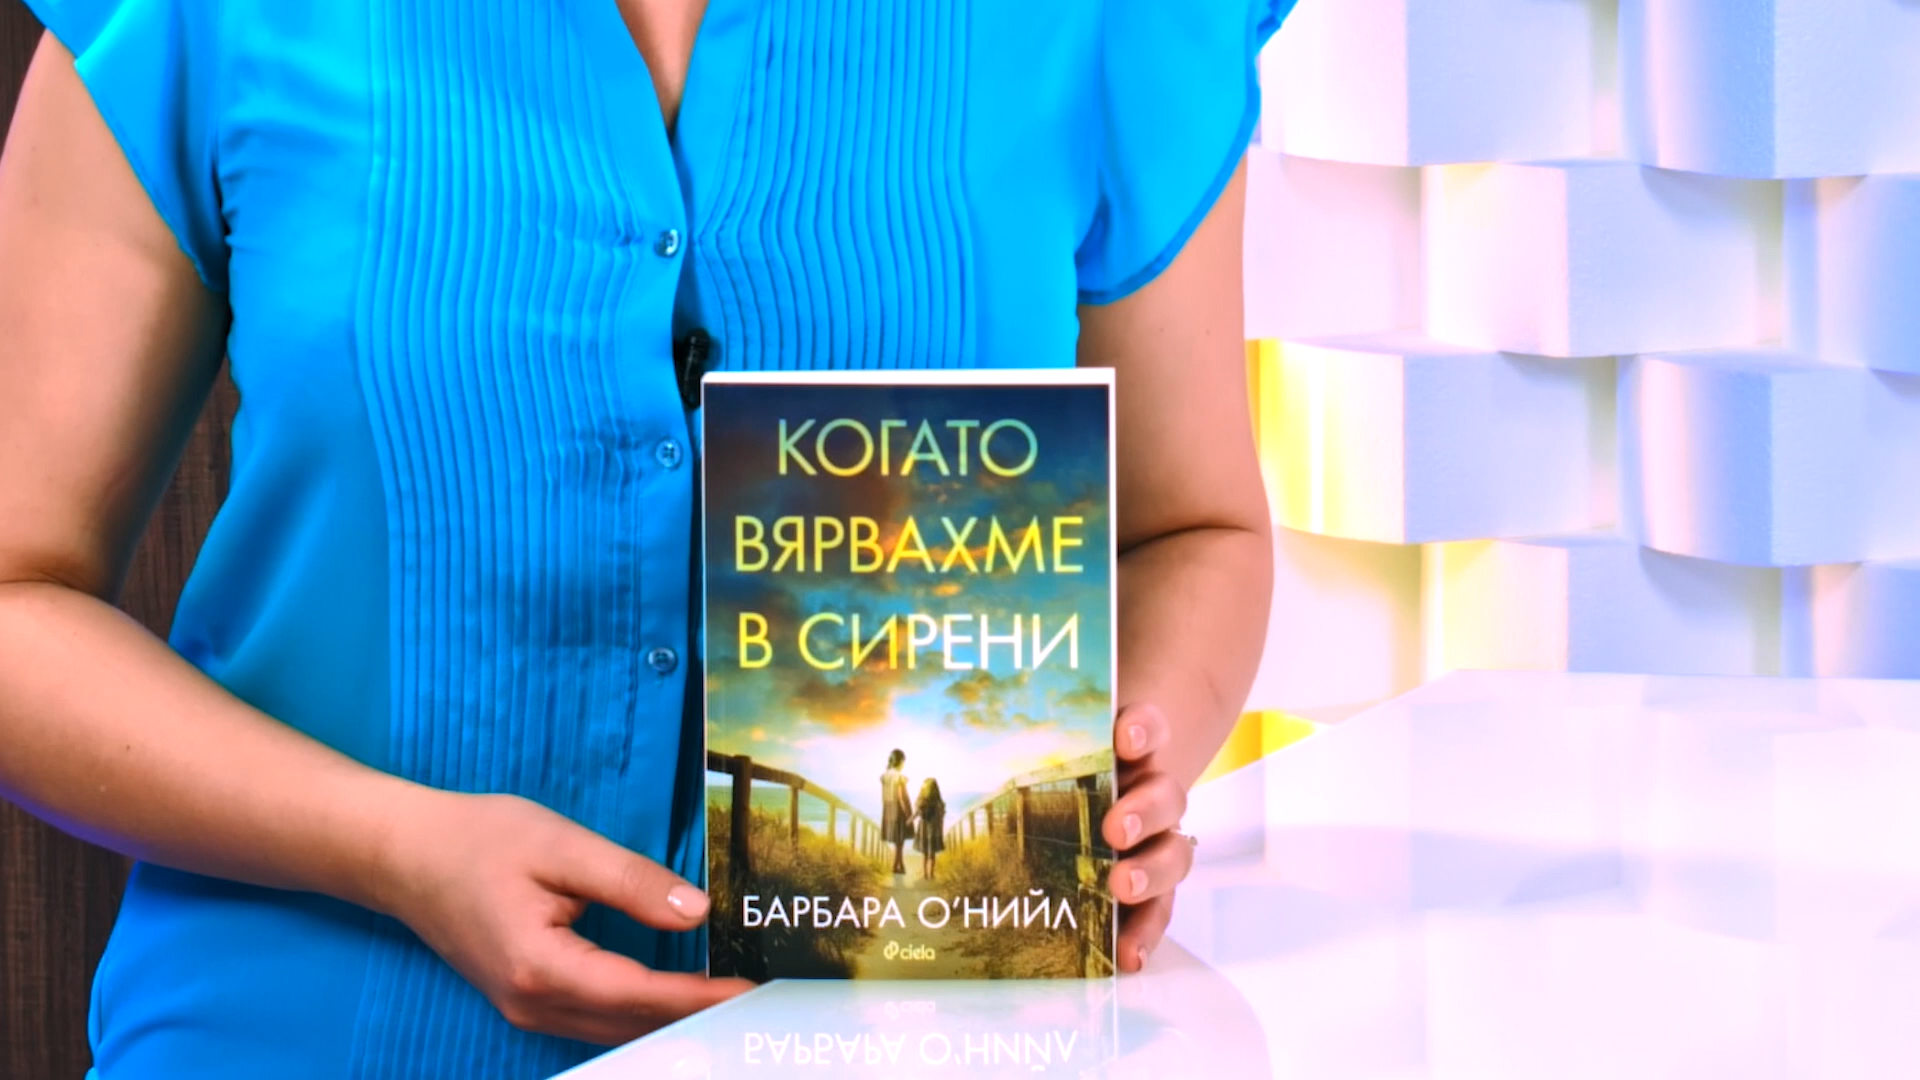 КОГАТО
ВЯРВАХМЕ
В СИРЕНИ
БАРБАРА О'НИЙЛ
ciela